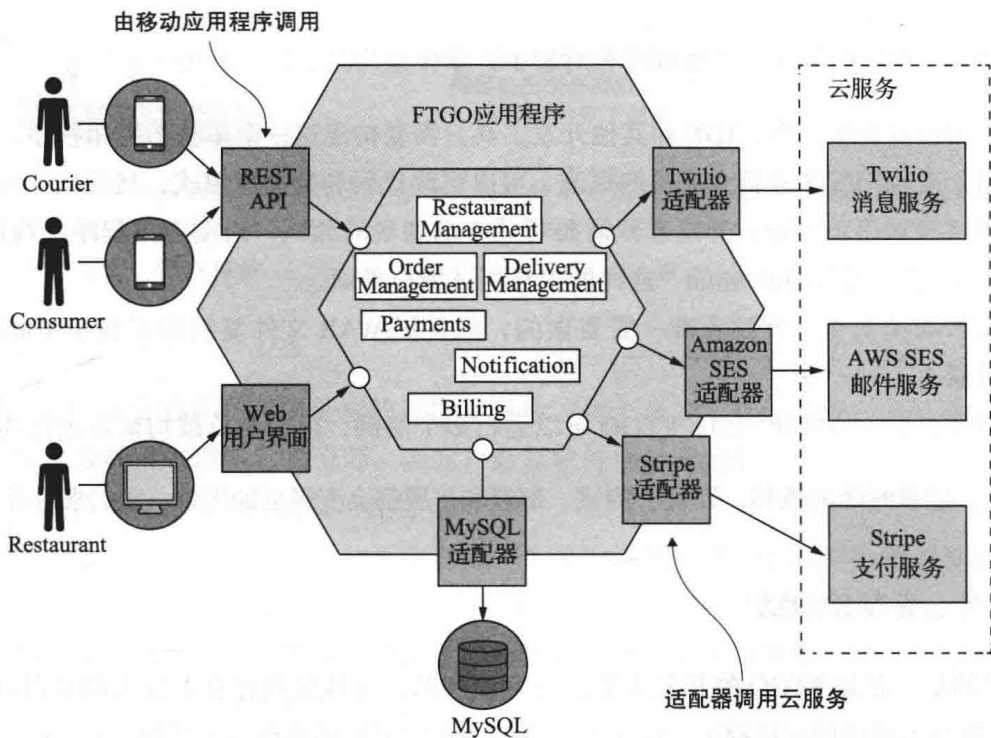 由移动应用程序调用
FTGO应用程序
云服务
Courier
REST
API
Twilio
适配器
Twilio
消息服务
Restaurant
Management
Order
Management
Delivery
Management
Consumer
Payments
Notification
Billing
Amazon
SES
适配器
AWS SES
邮件服务
Web
用户界面
Stripe
适配器
MySQL
适配器
Restaurant
Stripe
支付服务
适配器调用云服务
MySQL